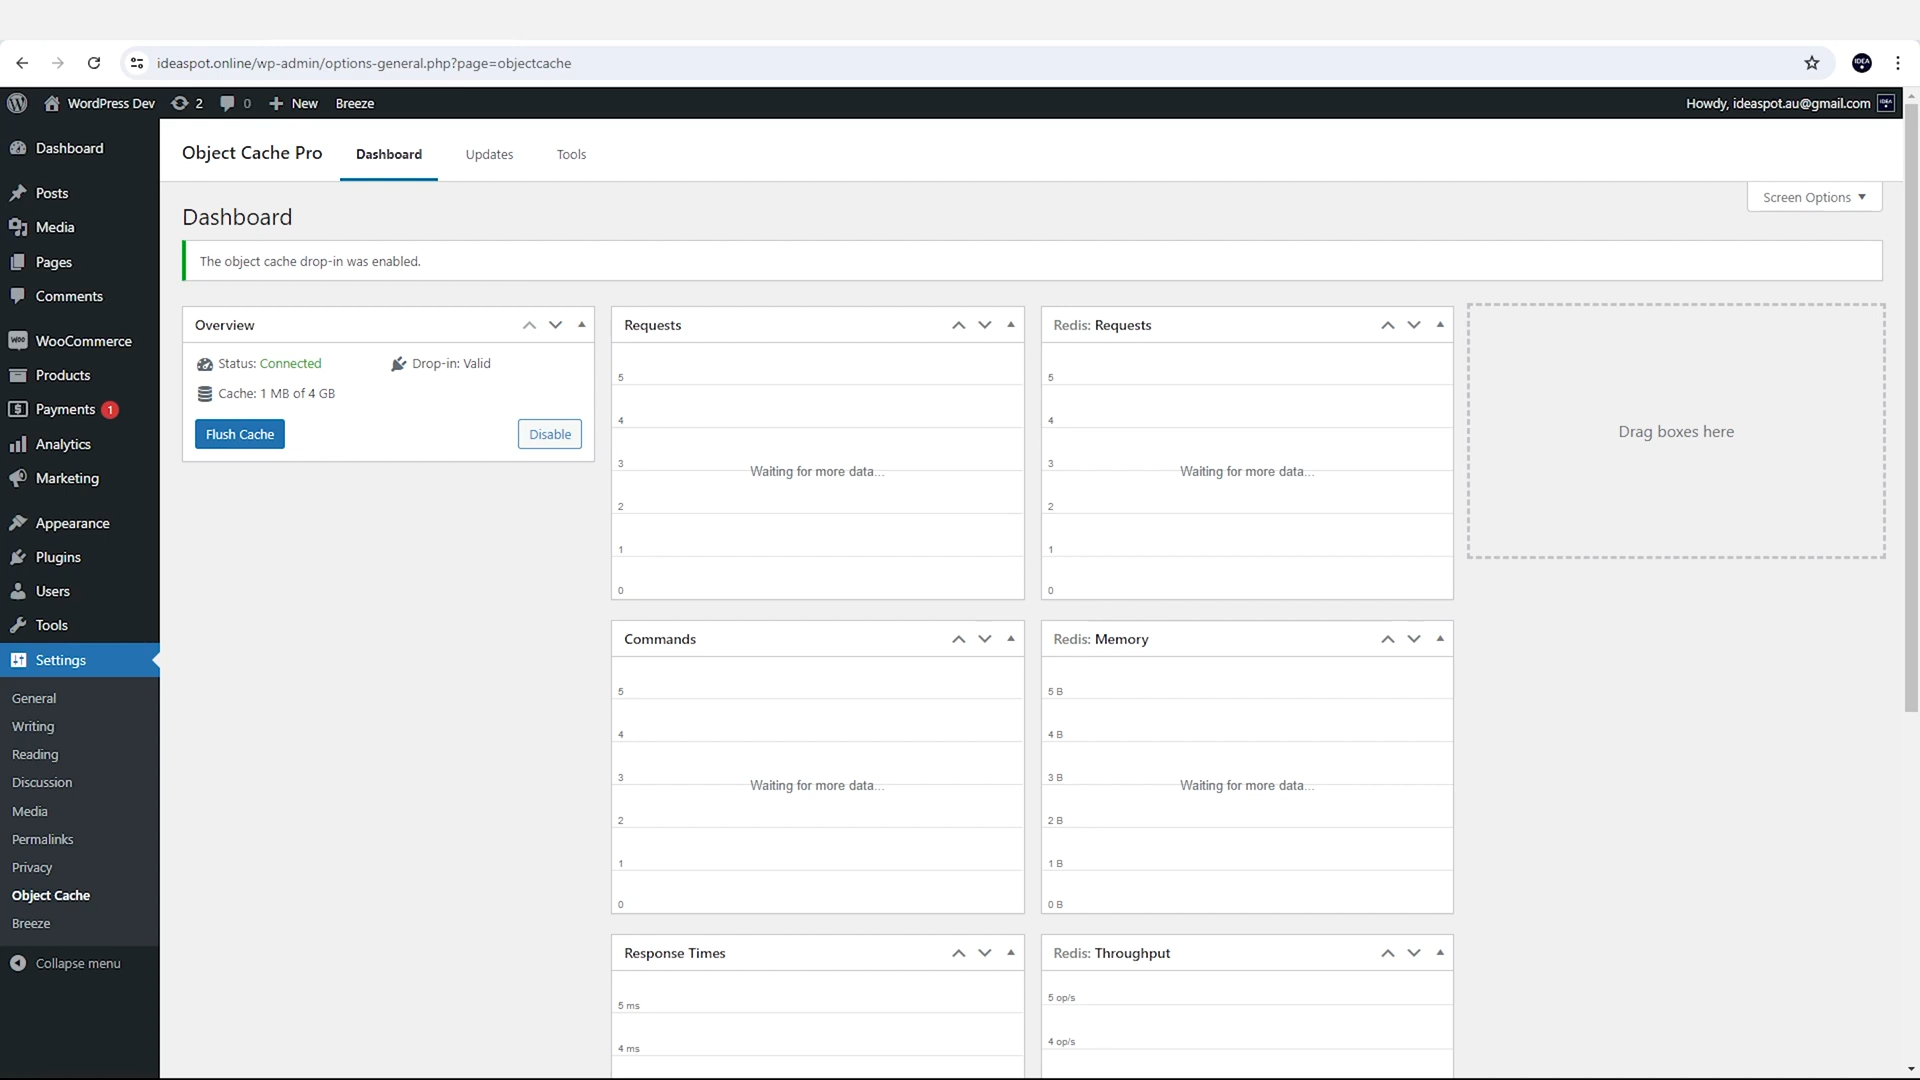 ideaspot.online/wp-admin/options-general.php?page=objectcache
WordPress Dev 2 0 New Breeze Howdy, ideaspot.au@gmail.com
Dashboard
Posts
Media
Pages
Comments
WooCommerce
Products
Payments 1
Analytics
Marketing
Appearance
Plugins
Users
Tools
Settings
General
Writing
Reading
Discussion
Media
Permalinks
Privacy
Object Cache
Breeze
Collapse menu
Object Cache Pro Dashboard Updates Tools
Screen Options
Dashboard
The object cache drop-in was enabled.
Overview
Status: Connected Drop-in: Valid
Cache: 1 MB of 4 GB
Flush Cache Disable
Requests
5
4
3
Waiting for more data...
2
1
0
Redis: Requests
5
4
3
Waiting for more data...
2
1
0
Drag boxes here
Commands
5
4
3
Waiting for more data...
2
1
0
Redis: Memory
5 B
4 B
3 B
Waiting for more data...
2 B
1 B
0 B
Response Times
5 ms
4 ms
Redis: Throughput
5 op/s
4 op/s